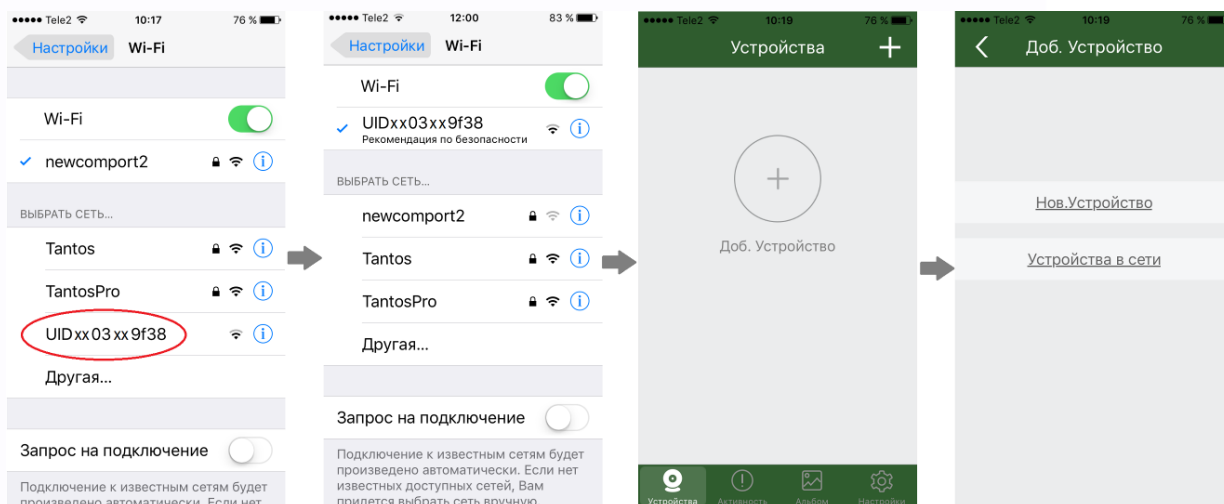 Tele2 10:17 76 %
Настройки Wi-Fi
Wi-Fi
newcomport2
ВЫБРАТЬ СЕТЬ...
Tantos
TantosPro
UIDxx03xx9f38
Другая...
Запрос на подключение
Подключение к известным сетям будет
произведено автоматически. Если нет
Tele2 12:00 83 %
Настройки Wi-Fi
Wi-Fi
UIDxx03xx9f38
Рекомендация по безопасности
ВЫБРАТЬ СЕТЬ...
newcomport2
Tantos
TantosPro
Другая...
Запрос на подключение
Подключение к известным сетям будет
произведено автоматически. Если нет
известных доступных сетей, Вам
придется выбрать сеть вручную.
Tele2 10:19 76 %
Устройства
Доб. Устройство
Устройства Активность Альбом Настройки
Tele2 10:19 76 %
Доб. Устройство
Нов.Устройство
Устройства в сети